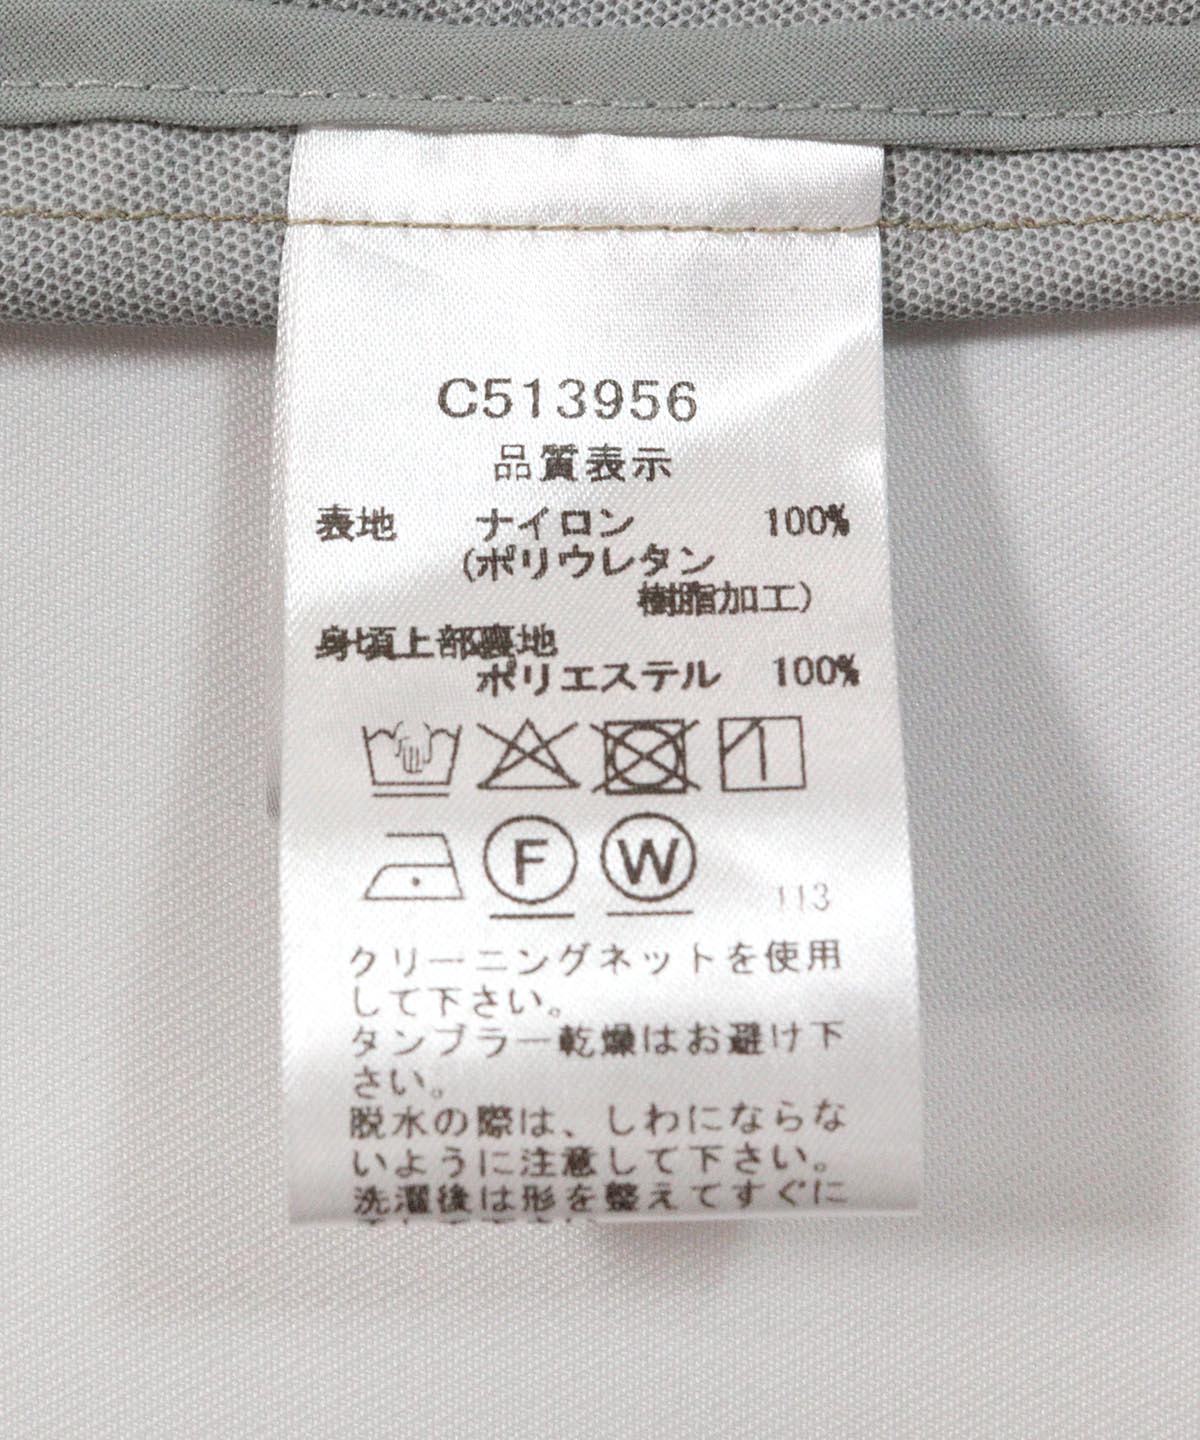 C513956
品質表示
表地 ナイロン 100%
(ポリウレタン
樹脂加工)
身頃上部裏地
ポリエステル 100%
F W 113
クリーニングネットを使用
して下さい。
タンブラー乾燥はお避け下
さい。
脱水の際は、しわにならな
いように注意して下さい。
洗濯後は形を整えてすぐに